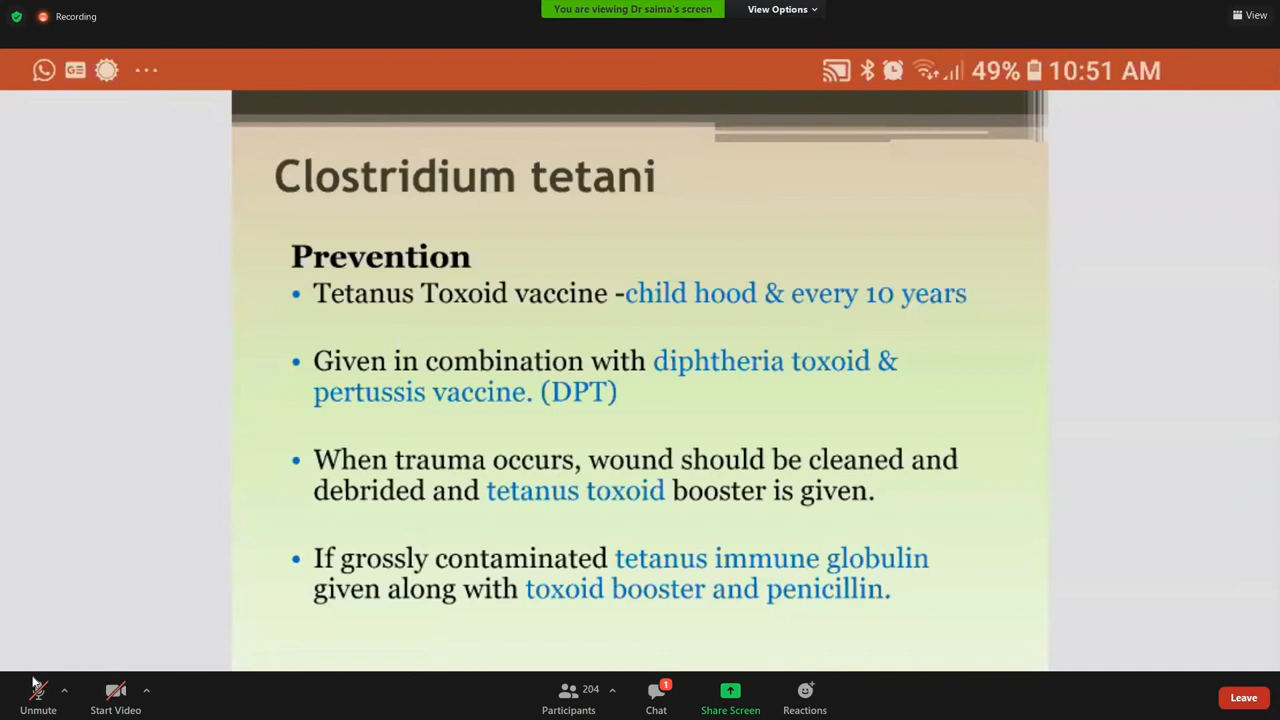 Recording
You are viewing Dr saima's screen
View Options
View
GE
49%
10:51 AM
Clostridium tetani
Prevention
• Tetanus Toxoid vaccine -child hood & every 10 years
• Given in combination with diphtheria toxoid &
pertussis vaccine. (DPT)
• When trauma occurs, wound should be cleaned and
debrided and tetanus toxoid booster is given.
• If grossly contaminated tetanus immune globulin
given along with toxoid booster and penicillin.
Unmute
Start Video
204
Participants
1
Chat
Share Screen
Reactions
Leave